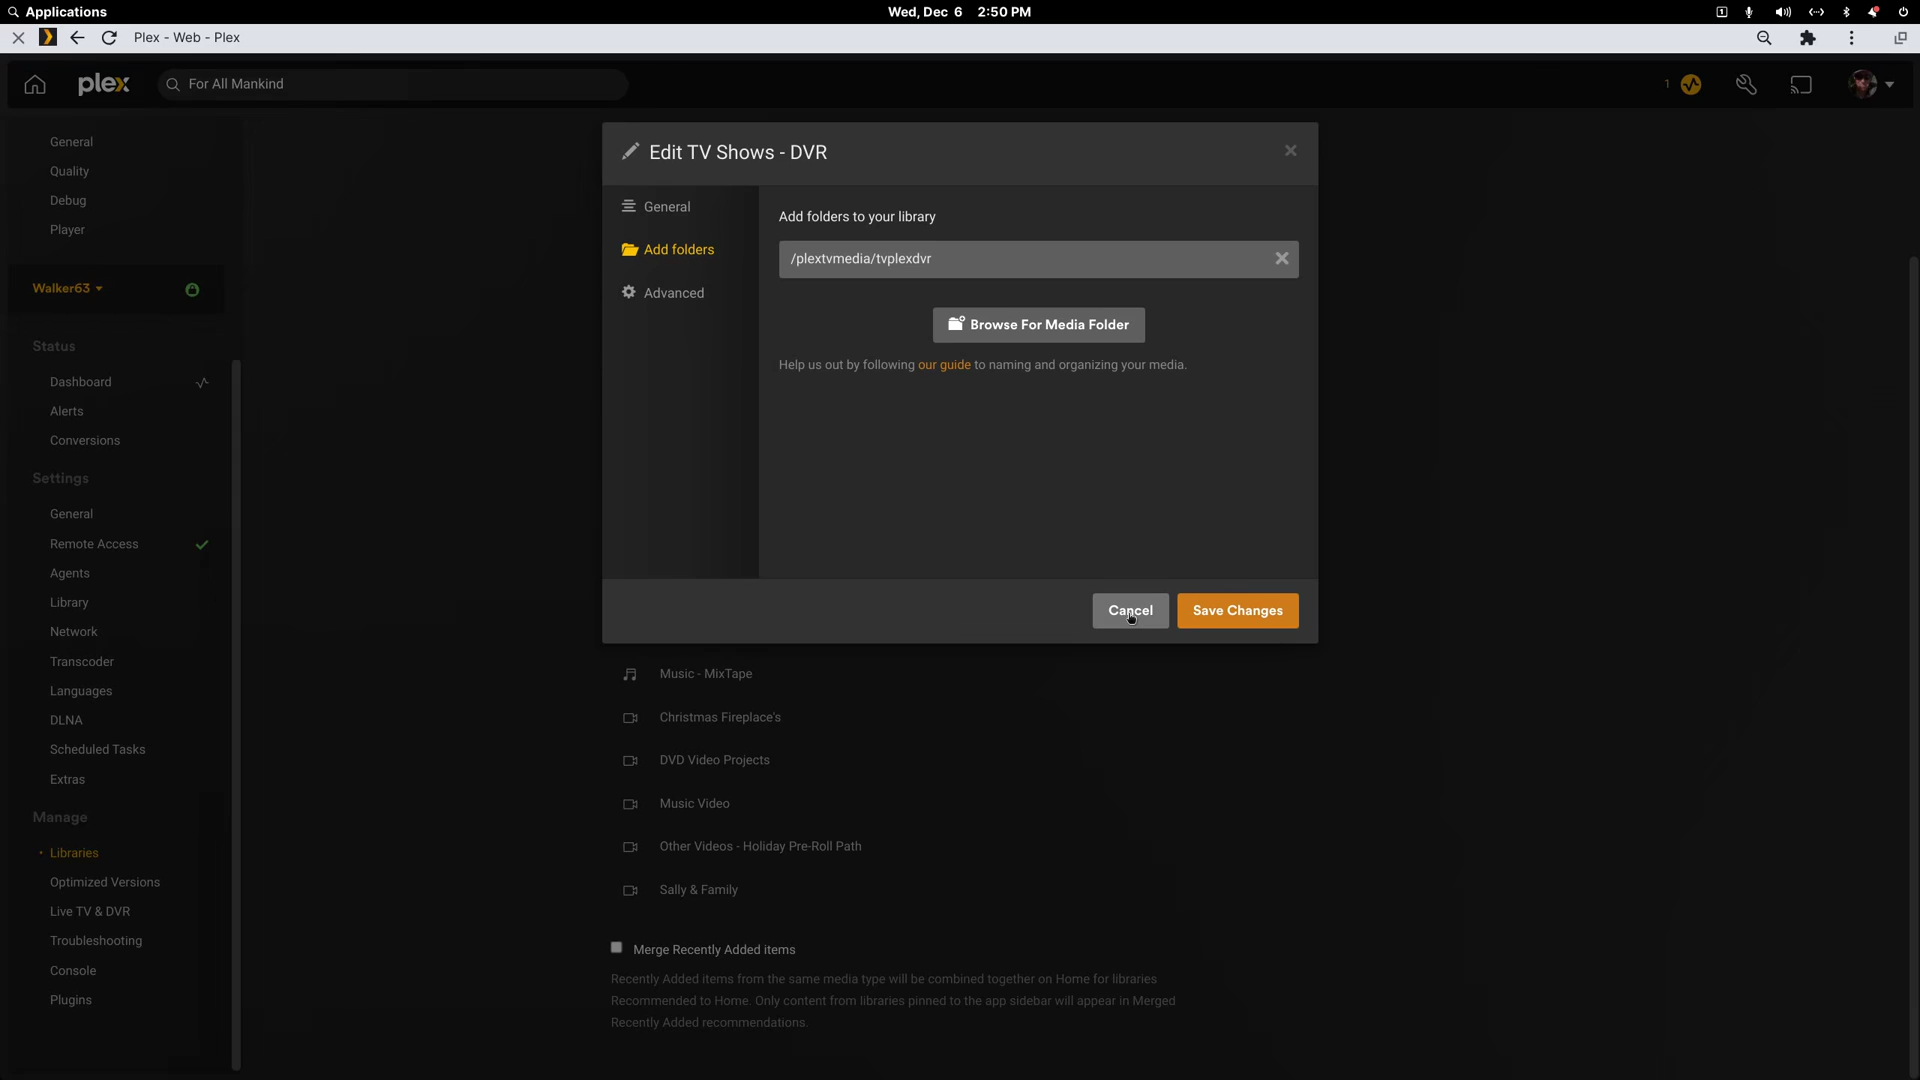 Applications
Wed, Dec 6 2:50 PM
1
Plex - Web - Plex
plex
For All Mankind
1
General
Quality
Debug
Player
Walker63
Status
Dashboard
Alerts
Conversions
Settings
General
Remote Access
Agents
Library
Network
Transcoder
Languages
DLNA
Scheduled Tasks
Extras
Manage
Libraries
Optimized Versions
Live TV & DVR
Troubleshooting
Console
Plugins
Edit TV Shows - DVR
General
Add folders
Advanced
Add folders to your library
/plextvmedia/tvplexdvr
Browse For Media Folder
Help us out by following our guide to naming and organizing your media.
Cancel
Save Changes
Music - MixTape
Christmas Fireplace's
DVD Video Projects
Music Video
Other Videos - Holiday Pre-Roll Path
Sally & Family
Merge Recently Added items
Recently Added items from the same media type will be combined together on Home for libraries
Recommended to Home. Only content from libraries pinned to the app sidebar will appear in Merged
Recently Added recommendations.